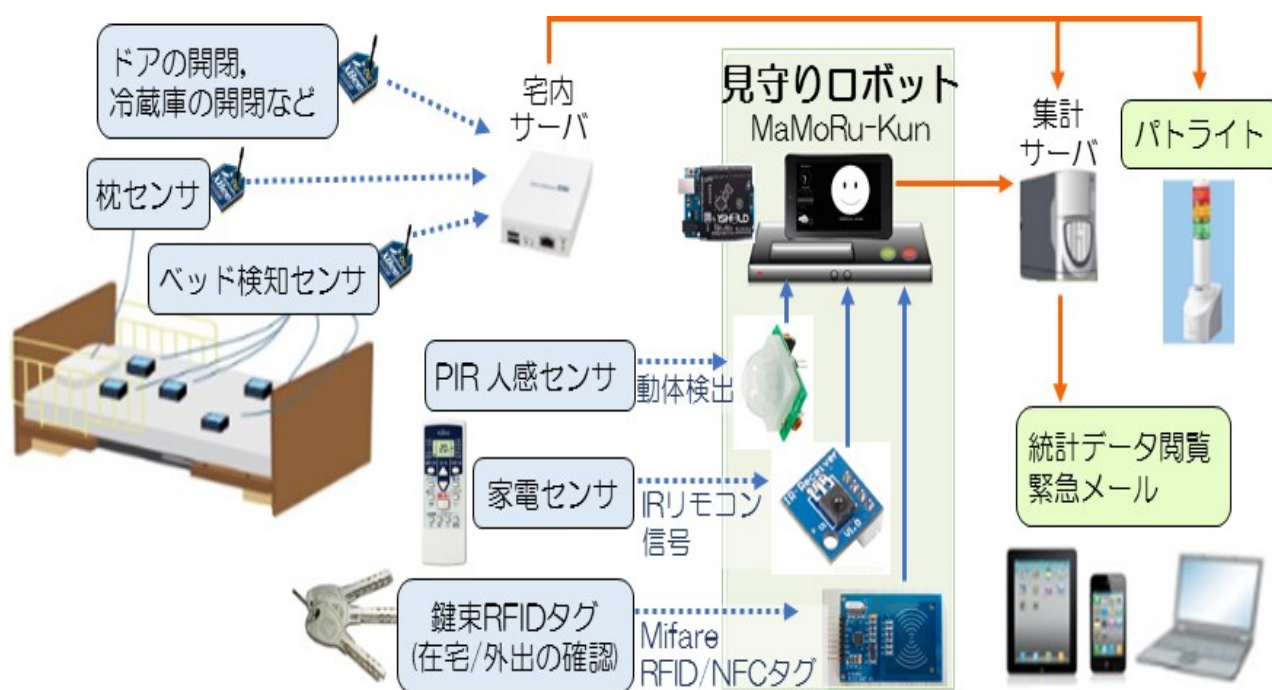 ドアの開閉,
冷蔵庫の開閉など
枕センサ
ベッド検知センサ
宅内
サーバ
見守りロボット
MaMoRu-Kun
集計
サーバ
パトライト
PIR 人感センサ
動体検出
家電センサ
IRリモコン
信号
IR-Receiver
V1.0
鍵束RFIDタグ
(在宅/外出の確認)
Mifare
RFID/NFCタグ
統計データ閲覧
緊急メール